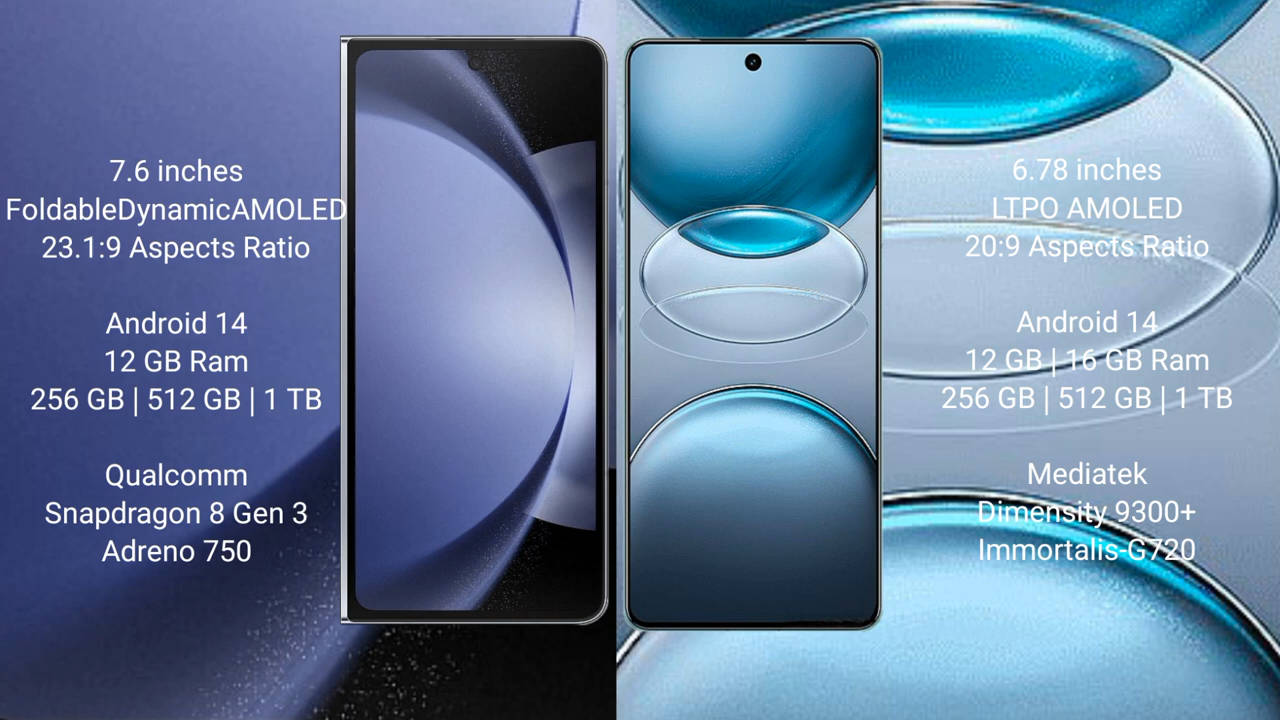 7.6 inches
FoldableDynamicAMOLED
23.1:9 Aspects Ratio
Android 14
12 GB Ram
256 GB | 512 GB | 1 TB
Qualcomm
Snapdragon 8 Gen 3
Adreno 750
6.78 inches
LTPO AMOLED
20:9 Aspects Ratio
Android 14
12 GB | 16 GB Ram
256 GB | 512 GB | 1 TB
Mediatek
Dimensity 9300+
Immortalis-G720